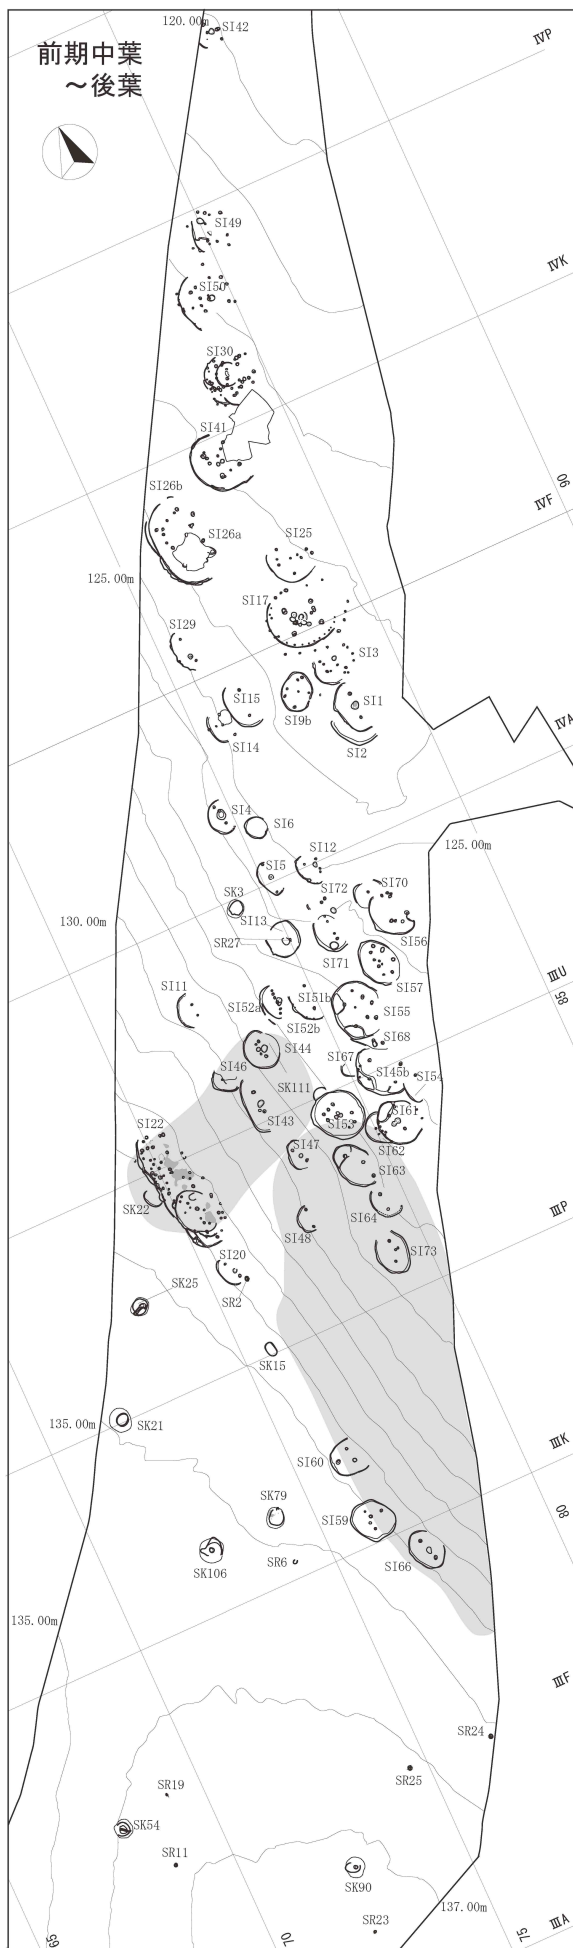 120.00m
SI42
前期中葉
~後葉
ⅣP
SI49
ⅣK
SI50
SI30
SI41
90
SI26b
ⅣF
SI26a
SI25
125.00m
SI17
SI29
SI3
SI15
SI9b
SI1
SI14
SI2
ⅣA
SI4
SI6
125.00m
SI12
SI5
SI72
SI70
SK3
130.00m
SI13
SI56
SR27
SI71
ⅢU
SI57
85
SI11
SI52a
SI51b
SI55
SI52b
SI68
SI44
SI67
SI46
SI45b
SI54
SK111
SI43
SI53
SI61
SI22
SI62
SI47
SI63
SK22
SI64
ⅢP
SI48
SI73
SI20
SK25
SR2
SK15
135.00m
SK21
ⅢK
SI60
SK79
80
SI59
SK106
SR6
SI66
135.00m
ⅢF
SR24
SR25
SR19
SK54
SR11
SK90
137.00m
SR23
65
70
75
ⅢA